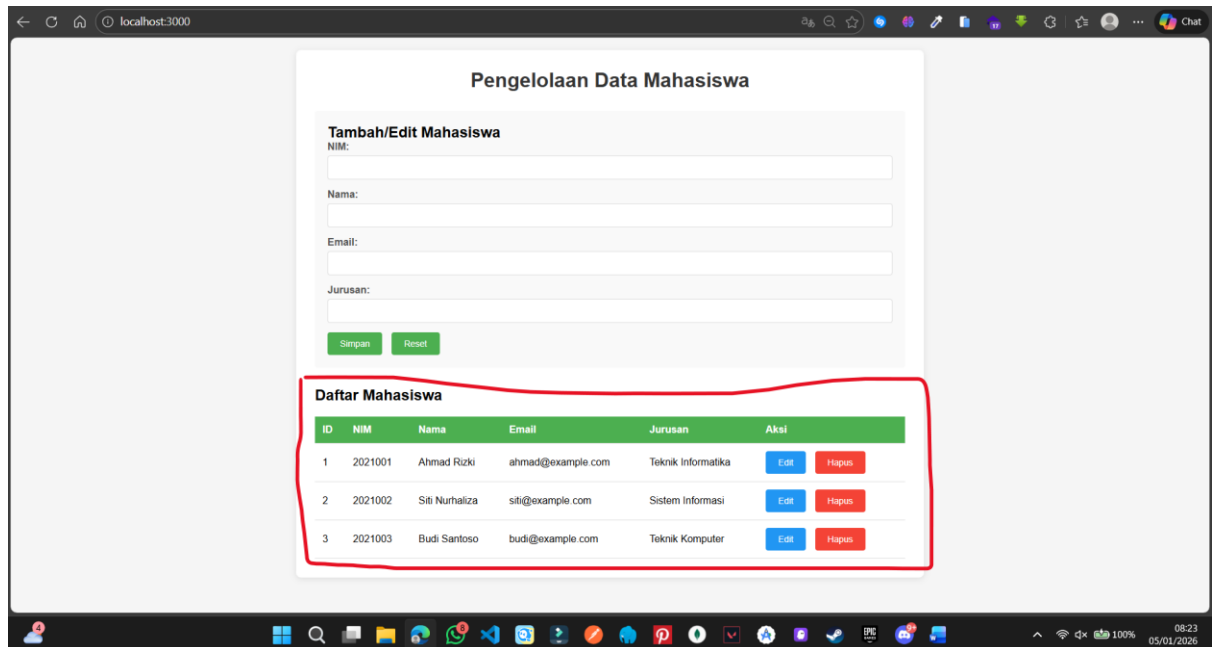 localhost:3000
Chat
Pengelolaan Data Mahasiswa
Tambah/Edit Mahasiswa
NIM:
Nama:
Email:
Jurusan:
Simpan Reset
Daftar Mahasiswa
ID NIM Nama Email Jurusan Aksi
1 2021001 Ahmad Rizki ahmad@example.com Teknik Informatika Edit Hapus
2 2021002 Siti Nurhaliza siti@example.com Sistem Informasi Edit Hapus
3 2021003 Budi Santoso budi@example.com Teknik Komputer Edit Hapus
4
EPIC
100%
08:23
05/01/2026